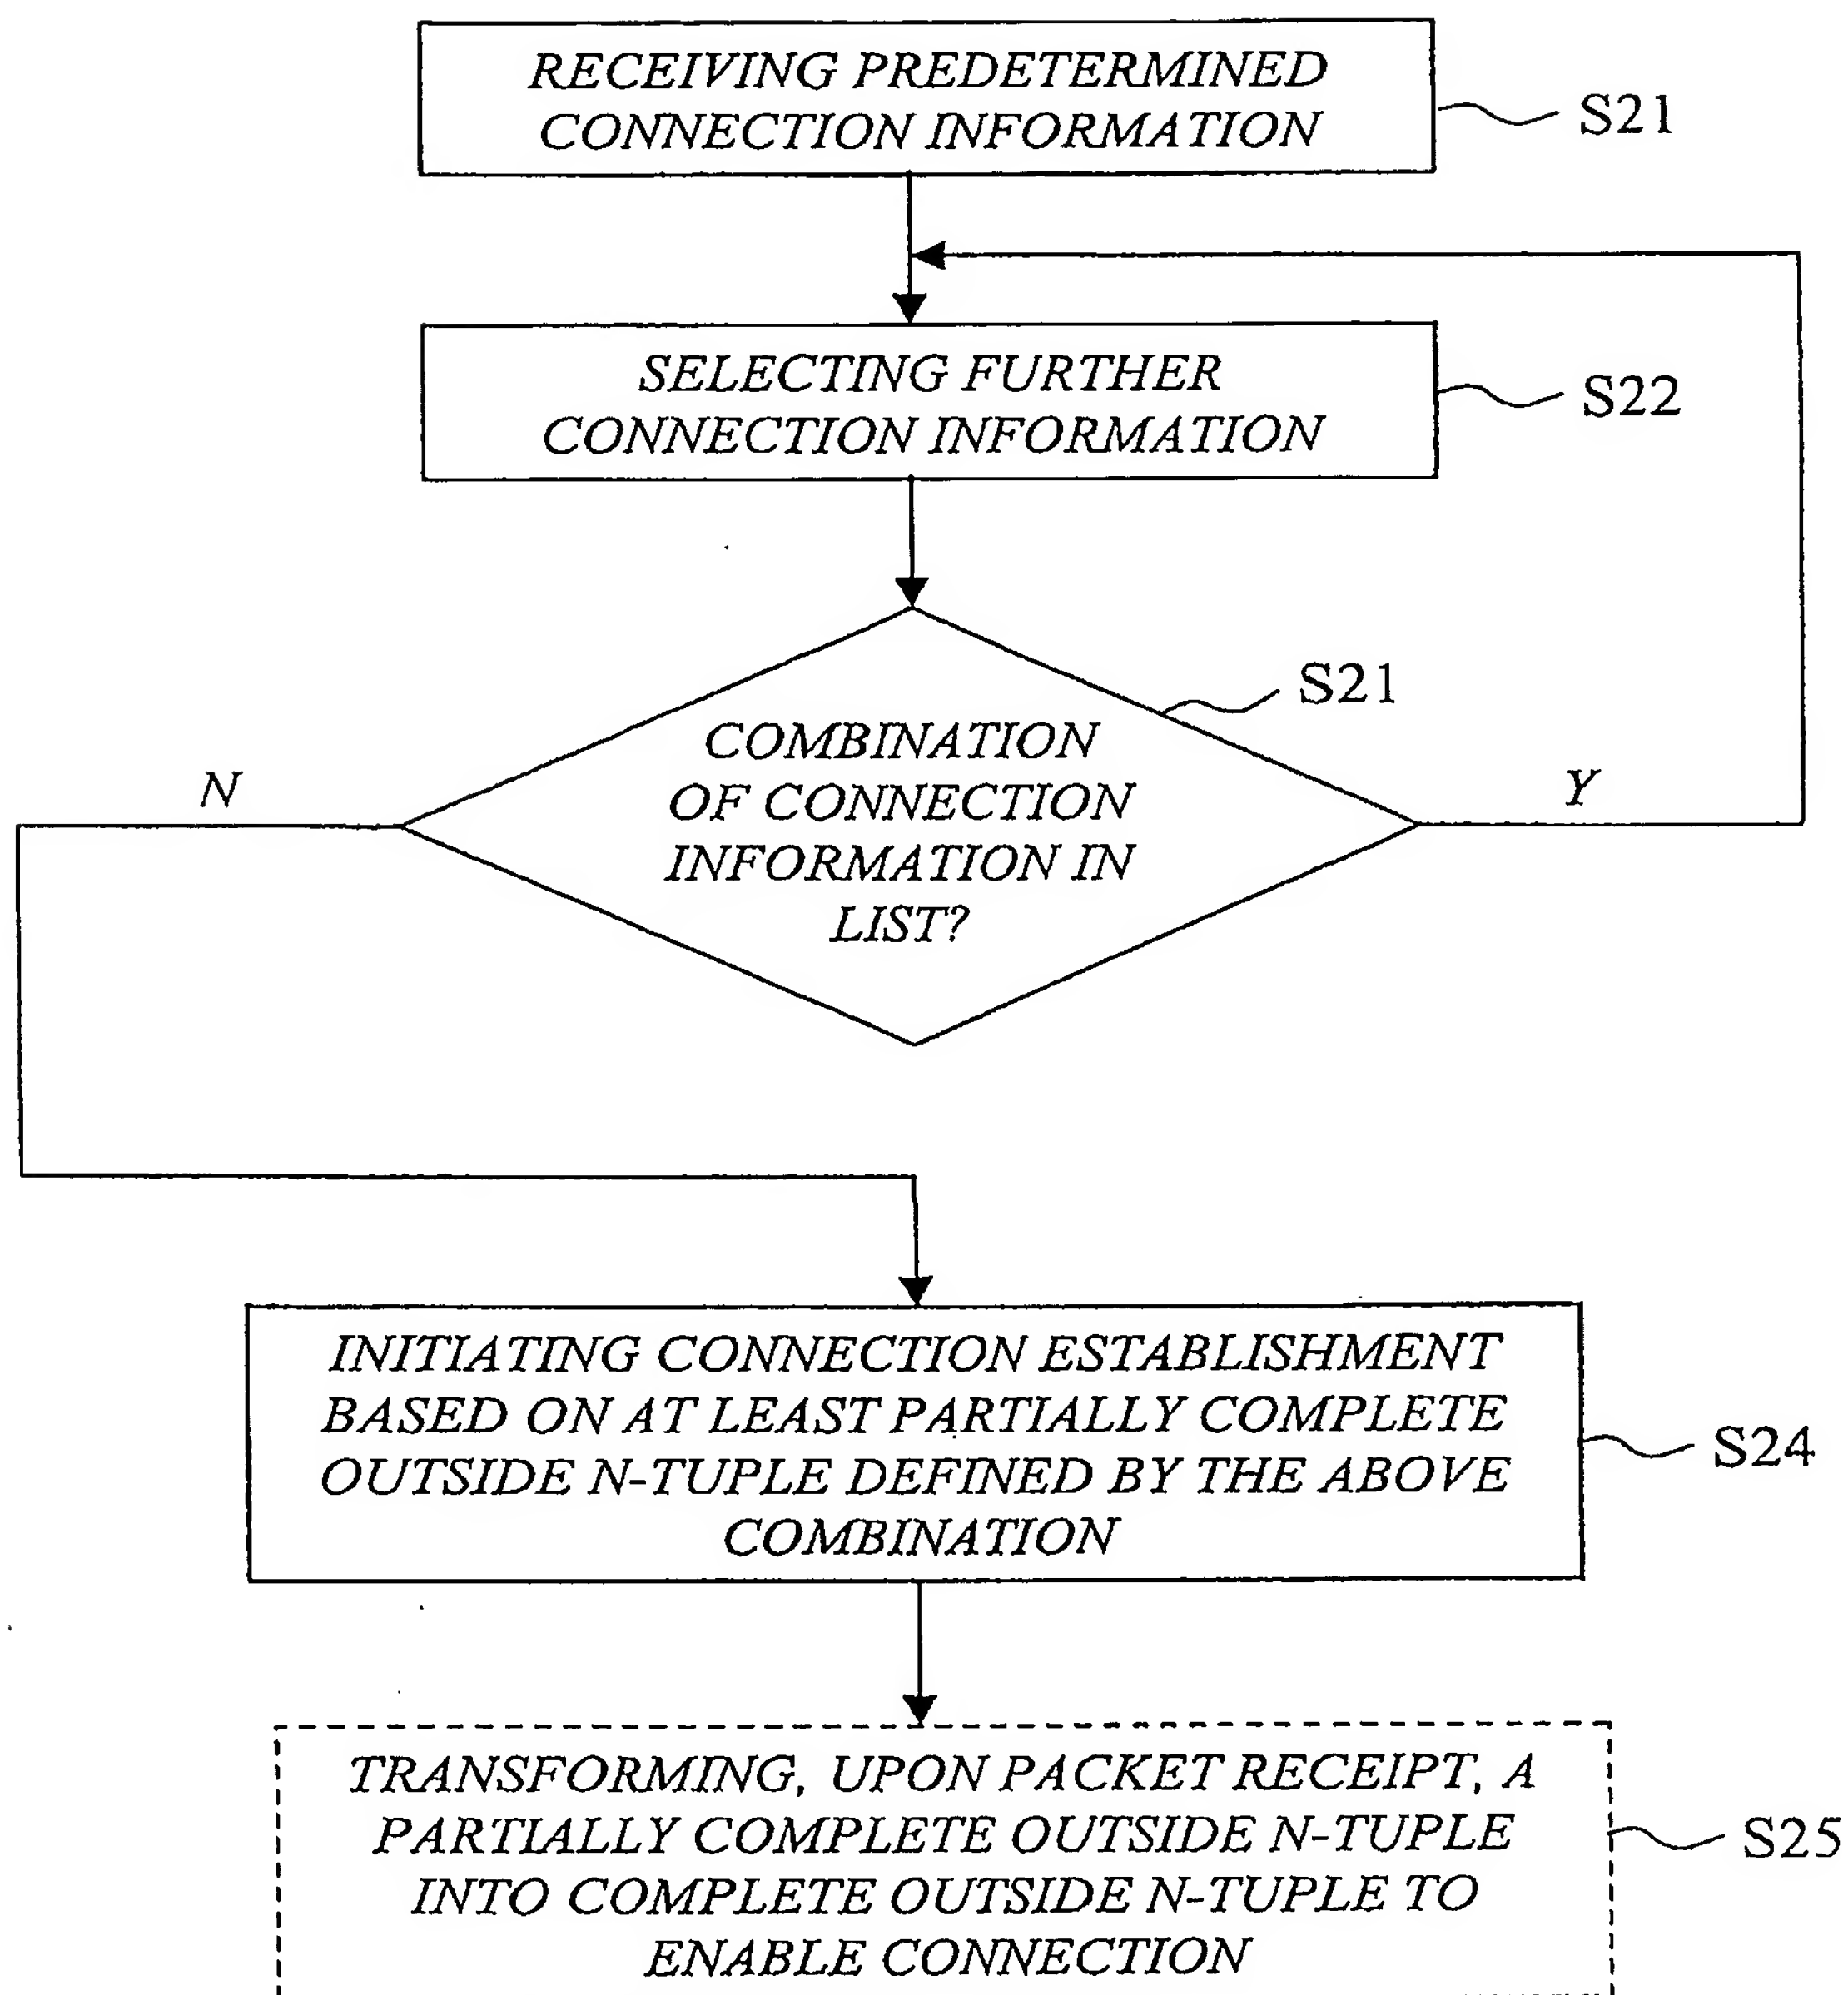 RECEIVING PREDETERMINED
CONNECTION INFORMATION
S21
SELECTING FURTHER
CONNECTION INFORMATION
S22
S21
COMBINATION
OF CONNECTION
INFORMATION IN
LIST?
N
Y
INITIATING CONNECTION ESTABLISHMENT
BASED ON AT LEAST PARTIALLY COMPLETE
OUTSIDE N-TUPLE DEFINED BY THE ABOVE
COMBINATION
S24
TRANSFORMING, UPON PACKET RECEIPT, A
PARTIALLY COMPLETE OUTSIDE N-TUPLE
INTO COMPLETE OUTSIDE N-TUPLE TO
ENABLE CONNECTION
S25